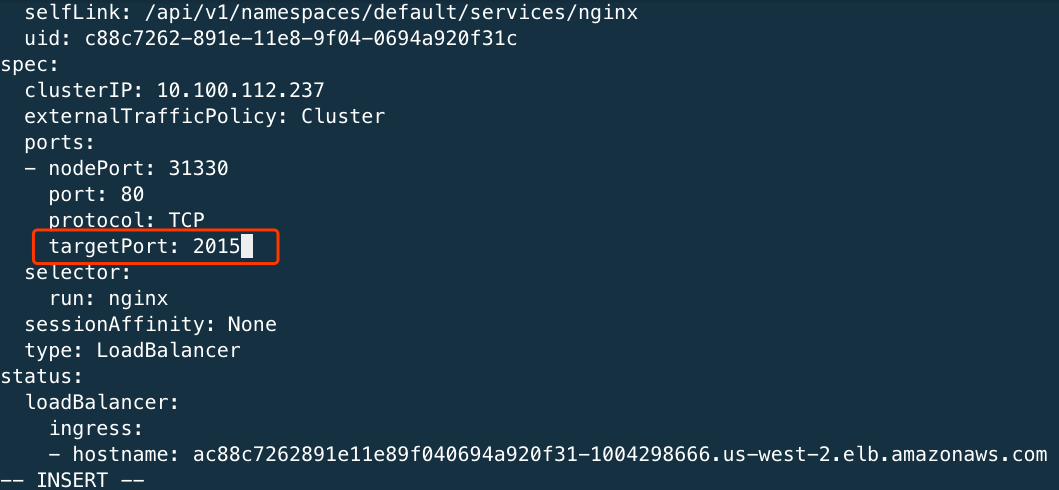 selfLink: /api/v1/namespaces/default/services/nginx
uid: c88c7262-891e-11e8-9f04-0694a920f31c
spec:
clusterIP: 10.100.112.237
externalTrafficPolicy: Cluster
ports:
- nodePort: 31330
port: 80
protocol: TCP
targetPort: 2015
selector:
run: nginx
sessionAffinity: None
type: LoadBalancer
status:
loadBalancer:
ingress:
- hostname: ac88c7262891e11e89f040694a920f31-1004298666.us-west-2.elb.amazonaws.com
-- INSERT --